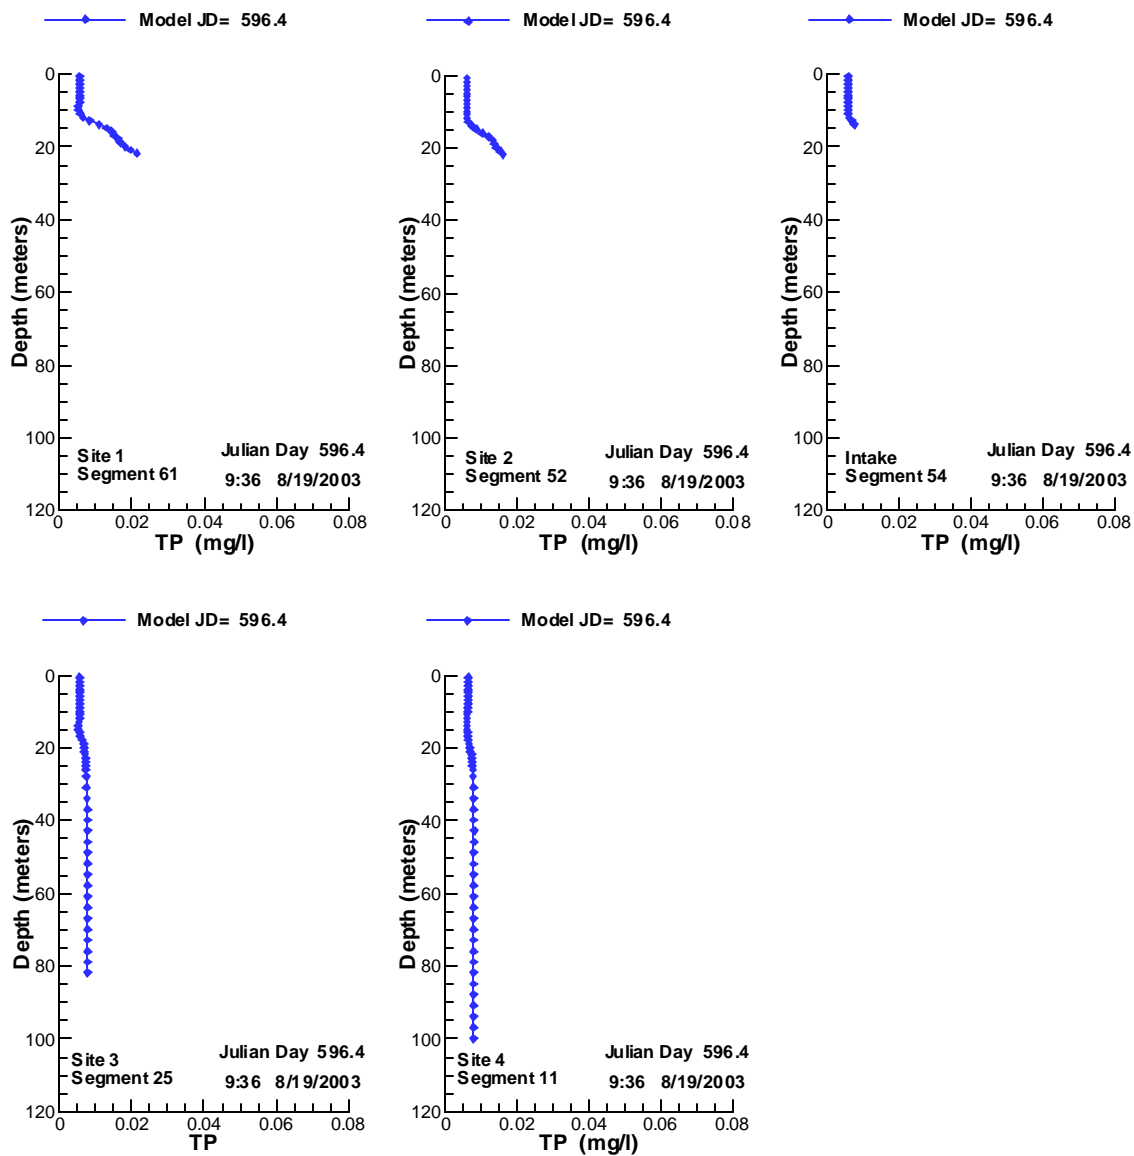 Model JD= 596.4
0
20
40
60
80
100
120
Depth (meters)
Site 1
Segment 61
Julian Day 596.4
9:36 8/19/2003
0 0.02 0.04 0.06 0.08
TP (mg/l)
Model JD= 596.4
0
20
40
60
80
100
120
Depth (meters)
Site 2
Segment 52
Julian Day 596.4
9:36 8/19/2003
0 0.02 0.04 0.06 0.08
TP (mg/l)
Model JD= 596.4
0
20
40
60
80
100
120
Depth (meters)
Intake
Segment 54
Julian Day 596.4
9:36 8/19/2003
0 0.02 0.04 0.06 0.08
TP (mg/l)
Model JD= 596.4
0
20
40
60
80
100
120
Depth (meters)
Site 3
Segment 25
Julian Day 596.4
9:36 8/19/2003
0 0.02 0.04 0.06 0.08
TP
Model JD= 596.4
0
20
40
60
80
100
120
Depth (meters)
Site 4
Segment 11
Julian Day 596.4
9:36 8/19/2003
0 0.02 0.04 0.06 0.08
TP (mg/l)